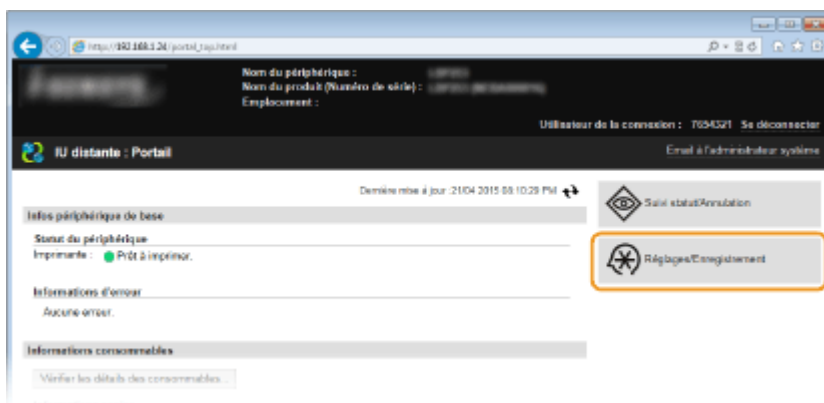 http://192.168.1.24/portal_top.html
Nom du périphérique :
Nom du produit (Numéro de série) :
Emplacement :
Utilisateur de la connexion : 7654321 Se déconnecter
IU distante : Portail
Email à l'administrateur système
Dernière mise à jour :21/04 2015 08:10:29 PM
Suivi statut/Annulation
Infos périphérique de base
Statut du périphérique
Imprimante : Prêt à imprimer.
Réglages/Enregistrement
Informations d'erreur
Aucune erreur.
Informations consommables
Vérifier les détails des consommables...